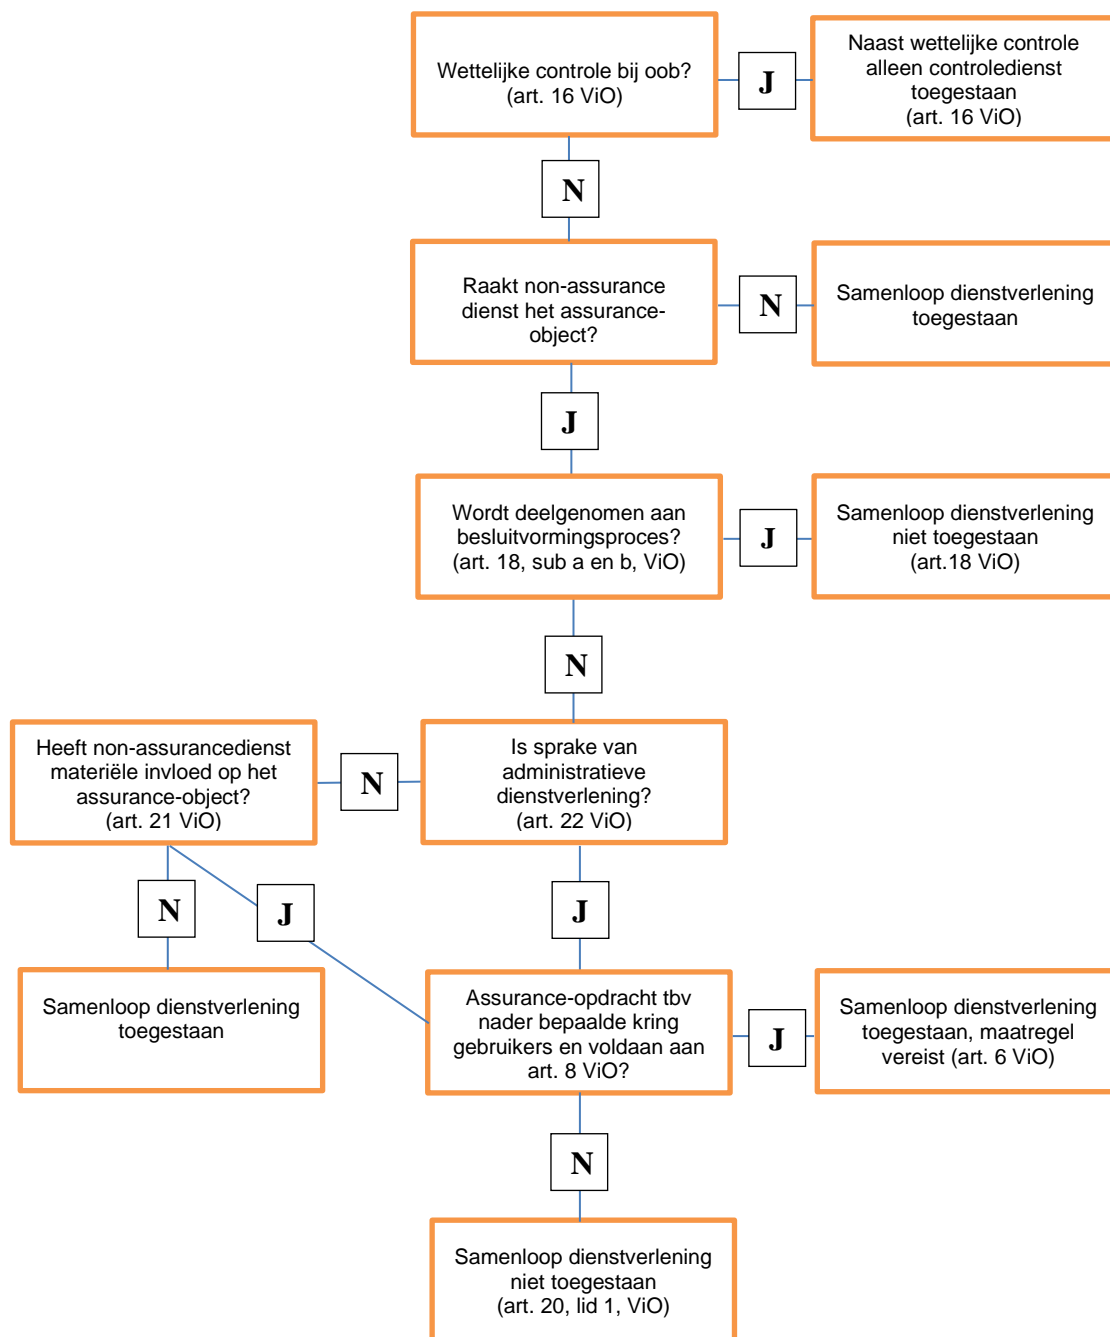 Wettelijke controle bij oob?
(art. 16 ViO)
J
Naast wettelijke controle
alleen controledienst
toegestaan
(art. 16 ViO)
N
Raakt non-assurance
dienst het assurance-
object?
N
Samenloop dienstverlening
toegestaan
J
Wordt deelgenomen aan
besluitvormingsproces?
(art. 18, sub a en b, ViO)
J
Samenloop dienstverlening
niet toegestaan
(art.18 ViO)
N
Heeft non-assurancedienst
materiële invloed op het
assurance-object?
(art. 21 ViO)
N
Is sprake van
administratieve
dienstverlening?
(art. 22 ViO)
N
J
J
Samenloop dienstverlening
toegestaan
Assurance-opdracht tbv
nader bepaalde kring
gebruikers en voldaan aan
art. 8 ViO?
J
Samenloop dienstverlening
toegestaan, maatregel
vereist (art. 6 ViO)
N
Samenloop dienstverlening
niet toegestaan
(art. 20, lid 1, ViO)